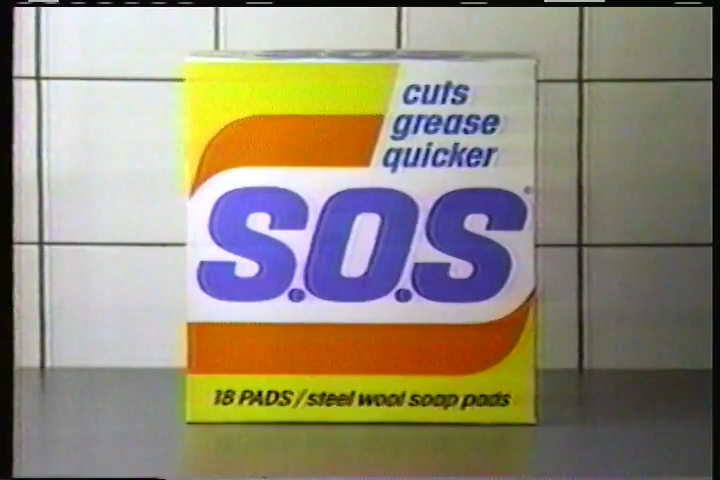 cuts
grease
quicker
S.O.S
18 PADS/steel wool soap pads